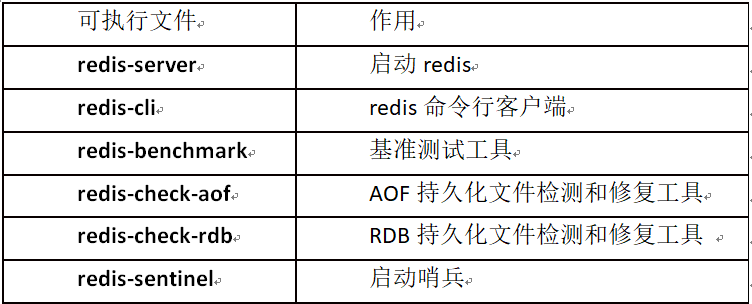 可执行文件 作用
redis-server 启动 redis
redis-cli redis 命令行客户端
redis-benchmark 基准测试工具
redis-check-aof AOF 持久化文件检测和修复工具
redis-check-rdb RDB 持久化文件检测和修复工具
redis-sentinel 启动哨兵